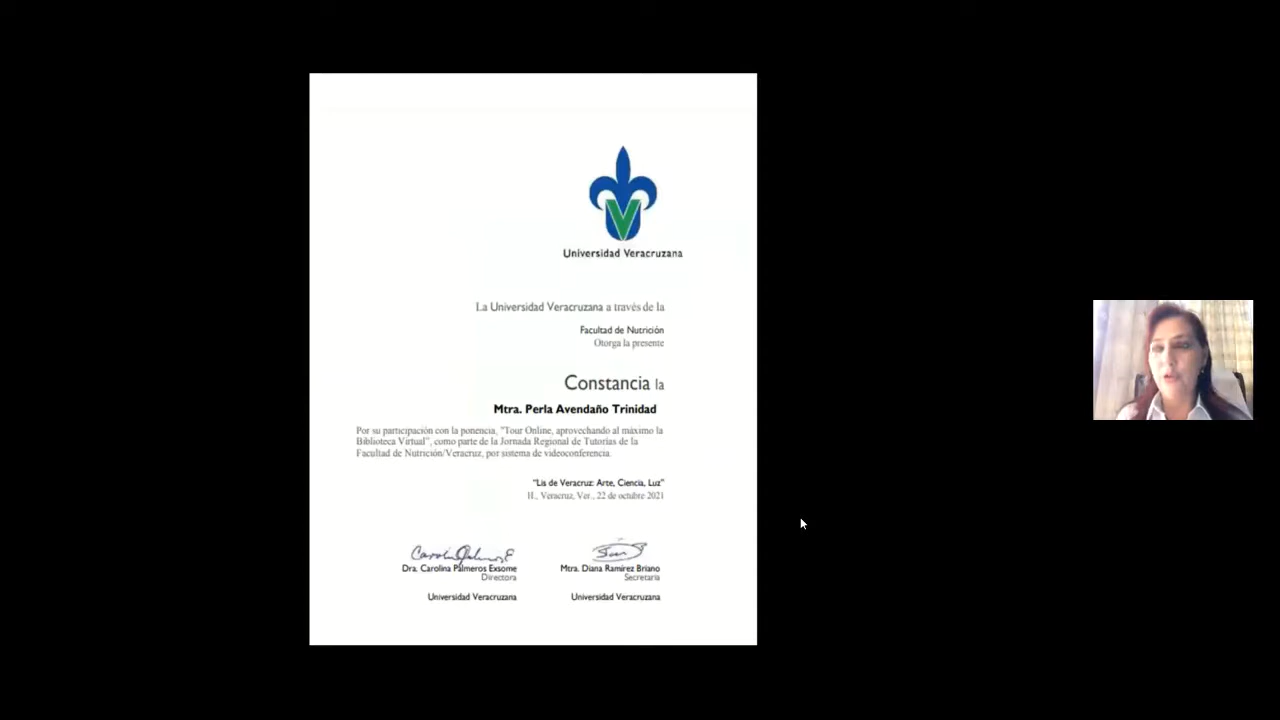 Universidad Veracruzana
La Universidad Veracruzana a través de la
Facultad de Nutrición
Otorga la presente
Constancia la
Mtra. Perla Avendaño Trinidad
Por su participación con la ponencia, "Tour Online, aprovechando al máximo la
Biblioteca Virtual", como parte de la Jornada Regional de Tutorías de la
Facultad de Nutrición/Veracruz, por sistema de videoconferencia.
"Lis de Veracruz: Arte, Ciencia, Luz"
H., Veracruz, Ver., 22 de octubre 2021
Dra. Carolina Palmeros Exsome
Directora
Universidad Veracruzana
Mtra. Diana Ramírez Briano
Secretaria
Universidad Veracruzana